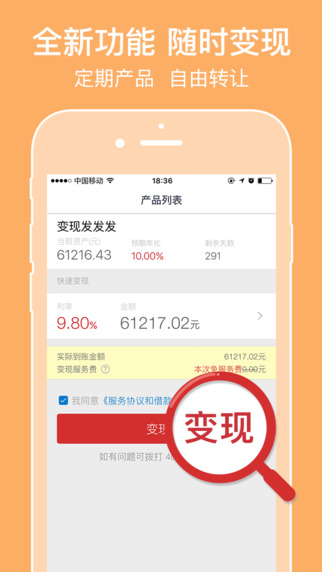 全新功能 随时变现
定期产品 自由转让
中国移动
18:36
产品列表
变现发发发
当前资产(元) 预期年化 剩余天数
61216.43 10.00% 291
快速变现
利率 金额
9.80% 61217.02元
实际到账金额 61217.02元
变现服务费 ? 本次免服务费0.00元
我同意《服务协议和借款
变现
变现
如有问题可拨打 4